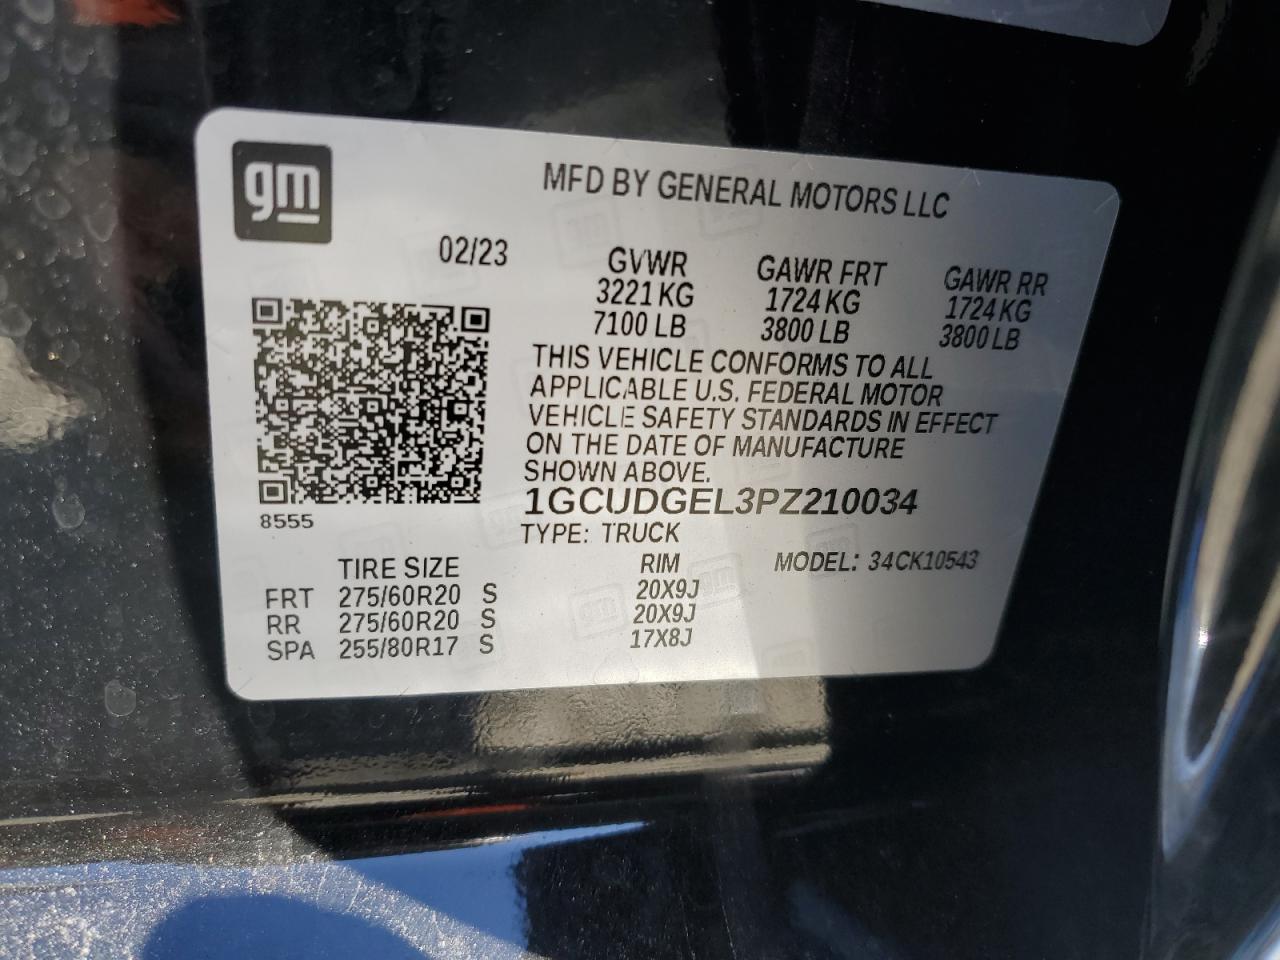 gm
MFD BY GENERAL MOTORS LLC
02/23
GVWR GAWR FRT GAWR RR
3221 KG 1724 KG 1724 KG
7100 LB 3800 LB 3800 LB
THIS VEHICLE CONFORMS TO ALL
APPLICABLE U.S. FEDERAL MOTOR
VEHICLE SAFETY STANDARDS IN EFFECT
ON THE DATE OF MANUFACTURE
SHOWN ABOVE.
8555
1GCUDGEL3PZ210034
TYPE: TRUCK
TIRE SIZE RIM MODEL: 34CK10543
FRT 275/60R20 S 20X9J
RR 275/60R20 S 20X9J
SPA 255/80R17 S 17X8J